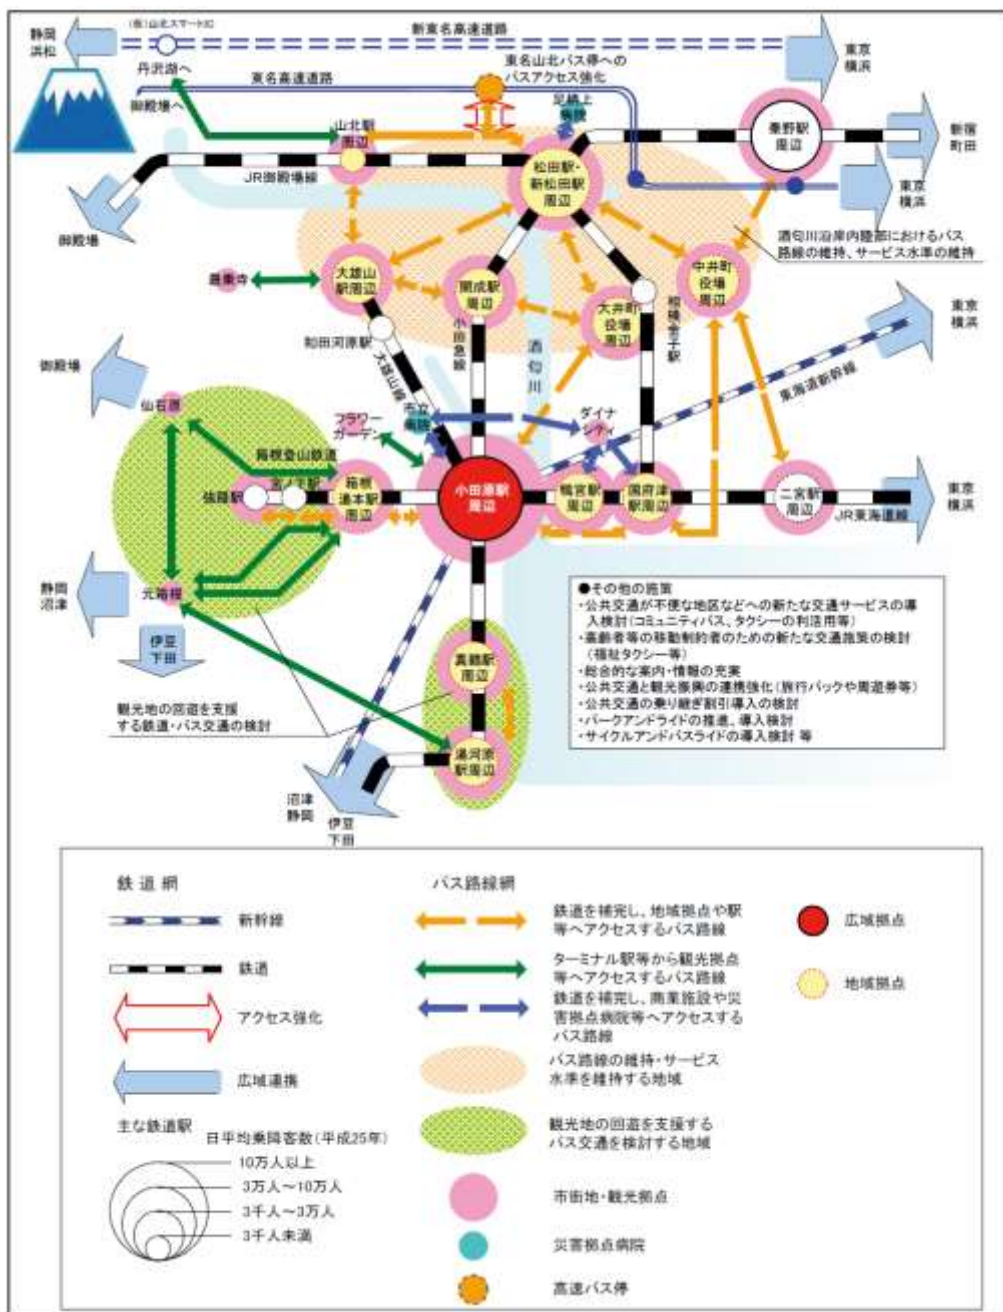 (仮)山北スマートIC
新東名高速道路
静岡
浜松
東京
横浜
丹沢湖へ
東名高速道路
東名山北バス停への
バスアクセス強化
御殿場へ
足柄上
病院
山北駅
周辺
秦野駅
周辺
新宿
町田
JR御殿場線
松田駅・
新松田駅
周辺
東京
横浜
御殿場
酒匂川沿岸内陸部におけるバス
路線の維持、サービス水準の維持
最乗寺
大雄山
駅周辺
開成駅
周辺
大井町・
役場
周辺
中井町
役場
周辺
相模金子駅
東京
横浜
和田河原駅
大雄山線
小田急線
酒匂川
東海道新幹線
御殿場
仙石原
フラワー
ガーデン
市立
病院
ダイナ
シティ
箱根登山鉄道
強羅駅
宮ノ下駅
箱根
湯本駅
周辺
小田原駅
周辺
鴨宮駅
周辺
国府津
駅周辺
二宮駅
周辺
JR東海道線
東京
横浜
静岡
沼津
元箱根
伊豆
下田
真鶴駅
周辺
観光地の回遊を支援
する鉄道・バス交通の検討
湯河原
駅周辺
沼津
静岡
伊豆
下田
●その他の施策
・公共交通が不便な地区などへの新たな交通サービスの導
入検討(コミュニティバス、タクシーの利活用等)
・高齢者等の移動制約者のための新たな交通施策の検討
(福祉タクシー等)
・総合的な案内・情報の充実
・公共交通と観光振興の連携強化(旅行パックや周遊券等)
・公共交通の乗り継ぎ割引導入の検討
・パークアンドライドの推進、導入検討
・サイクルアンドバスライドの導入検討 等
鉄道網
新幹線
鉄道
アクセス強化
広域連携
主な鉄道駅
日平均乗降客数(平成25年)
10万人以上
3万人～10万人
3千人～3万人
3千人未満
バス路線網
鉄道を補完し、地域拠点や駅
等へアクセスするバス路線
ターミナル駅等から観光拠点
等へアクセスするバス路線
鉄道を補完し、商業施設や災
害拠点病院等へアクセスする
バス路線
バス路線の維持・サービス
水準を維持する地域
観光地の回遊を支援する
バス交通を検討する地域
市街地・観光拠点
災害拠点病院
高速バス停
広域拠点
地域拠点